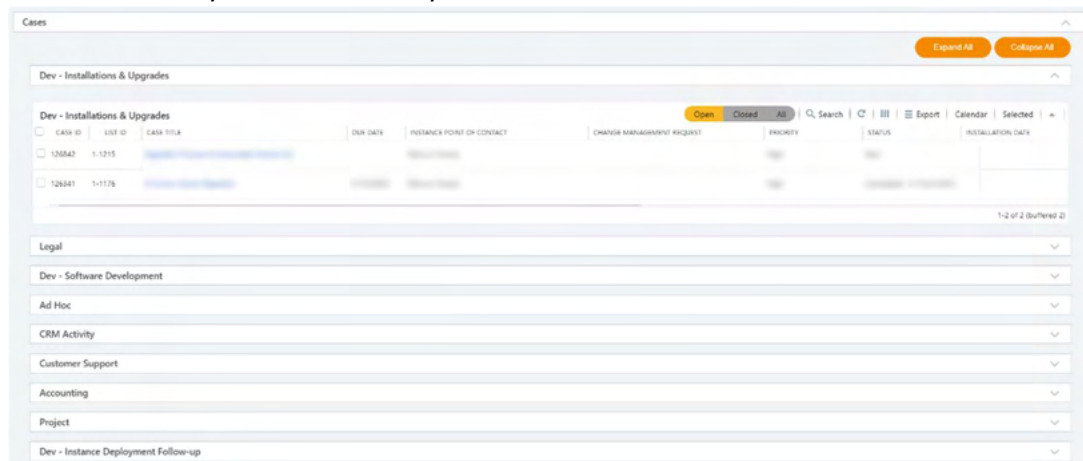 Cases
Expand All Collapse All
Dev - Installations & Upgrades
Dev - Installations & Upgrades Open Closed All Search Export Calendar Selected
CASE ID LIST ID CASE TITLE DUE DATE INSTANCE POINT OF CONTACT CHANGE MANAGEMENT REQUEST PRIORITY STATUS INSTALLATION DATE
126842 1-1215
126341 1-1176
1-2 of 2 (buffered 2)
Legal
Dev - Software Development
Ad Hoc
CRM Activity
Customer Support
Accounting
Project
Dev - Instance Deployment Follow-up